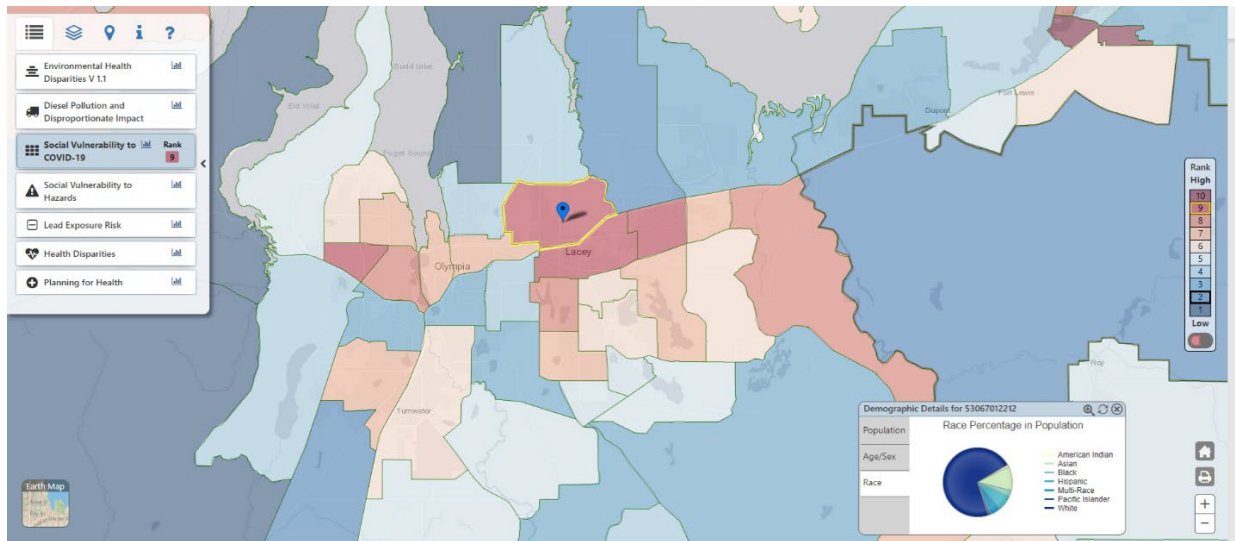 i
?
Environmental Health
Disparities V 1.1
Diesel Pollution and
Disproportionate Impact
Social Vulnerability to
COVID-19
Rank
9
Social Vulnerability to
Hazards
Lead Exposure Risk
Health Disparities
Planning for Health
Budd Inlet
Eld Inlet
Puget Sound
Olympia
Lacey
Tumwater
Dupont
Fort Lewis
Roy
Rank
High
10
9
8
7
6
5
4
3
2
1
Low
Demographic Details for 53067012212
Population
Age/Sex
Race
Race Percentage in Population
American Indian
Asian
Black
Hispanic
Multi-Race
Pacific Islander
White
Earth Map
+
−